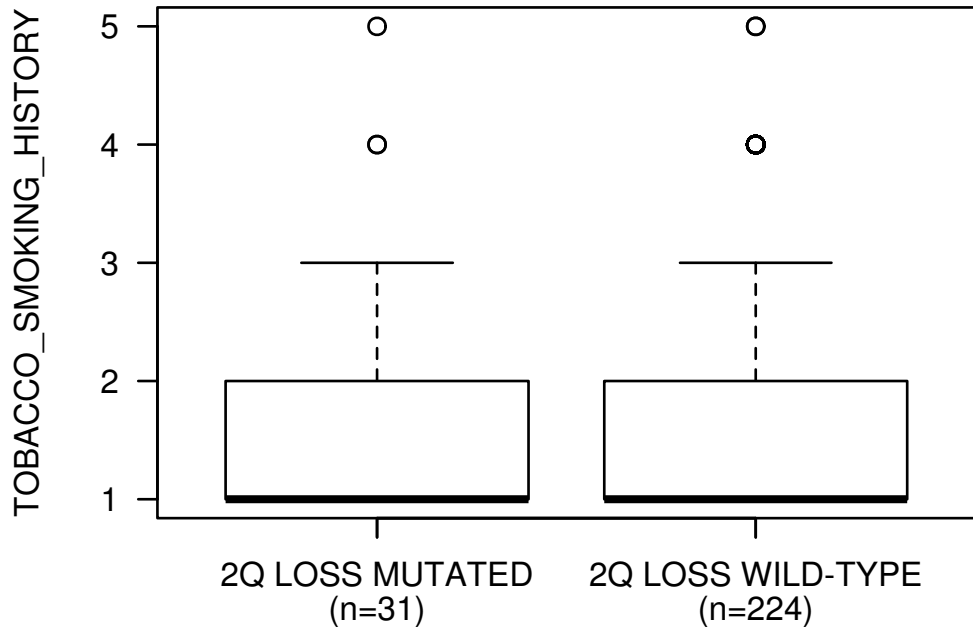 TOBACCO_SMOKING_HISTORY
5
4
3
2
1
2Q LOSS MUTATED
(n=31)
2Q LOSS WILD-TYPE
(n=224)